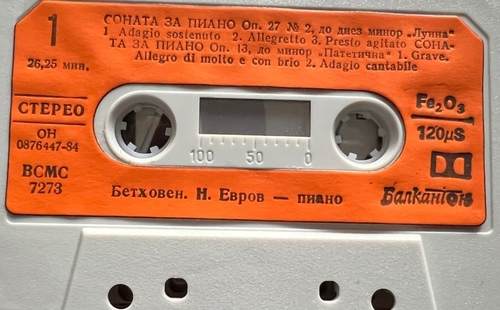 1
26,25 мин.
СОНАТА ЗА ПИАНО Оп. 27 № 2, до диез минор „Лунна"
1. Adagio sostenuto 2. Allegretto 3. Presto agitato СОНА-
ТА ЗА ПИАНО Оп. 13, до минор „Патетична" 1. Grave.
Allegro di molto e con brio 2. Adagio cantabile
СТЕРЕО
ОН
0876447-84
ВСМС
7273
100 50 0
Fe2O3
120μS
Балкантон
Бетховен. Н. Евров — пиано